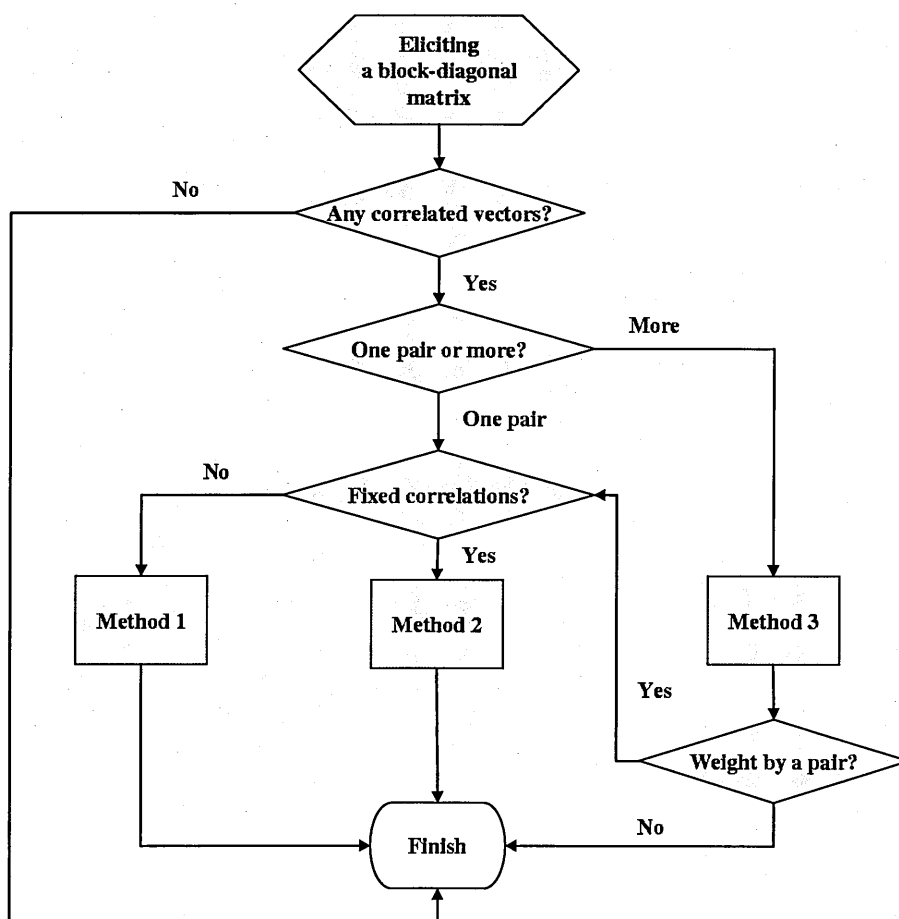 Eliciting
a block-diagonal
matrix
No
Any correlated vectors?
Yes
More
One pair or more?
One pair
No
Fixed correlations?
Yes
Method 1
Method 2
Method 3
Yes
Weight by a pair?
No
Finish